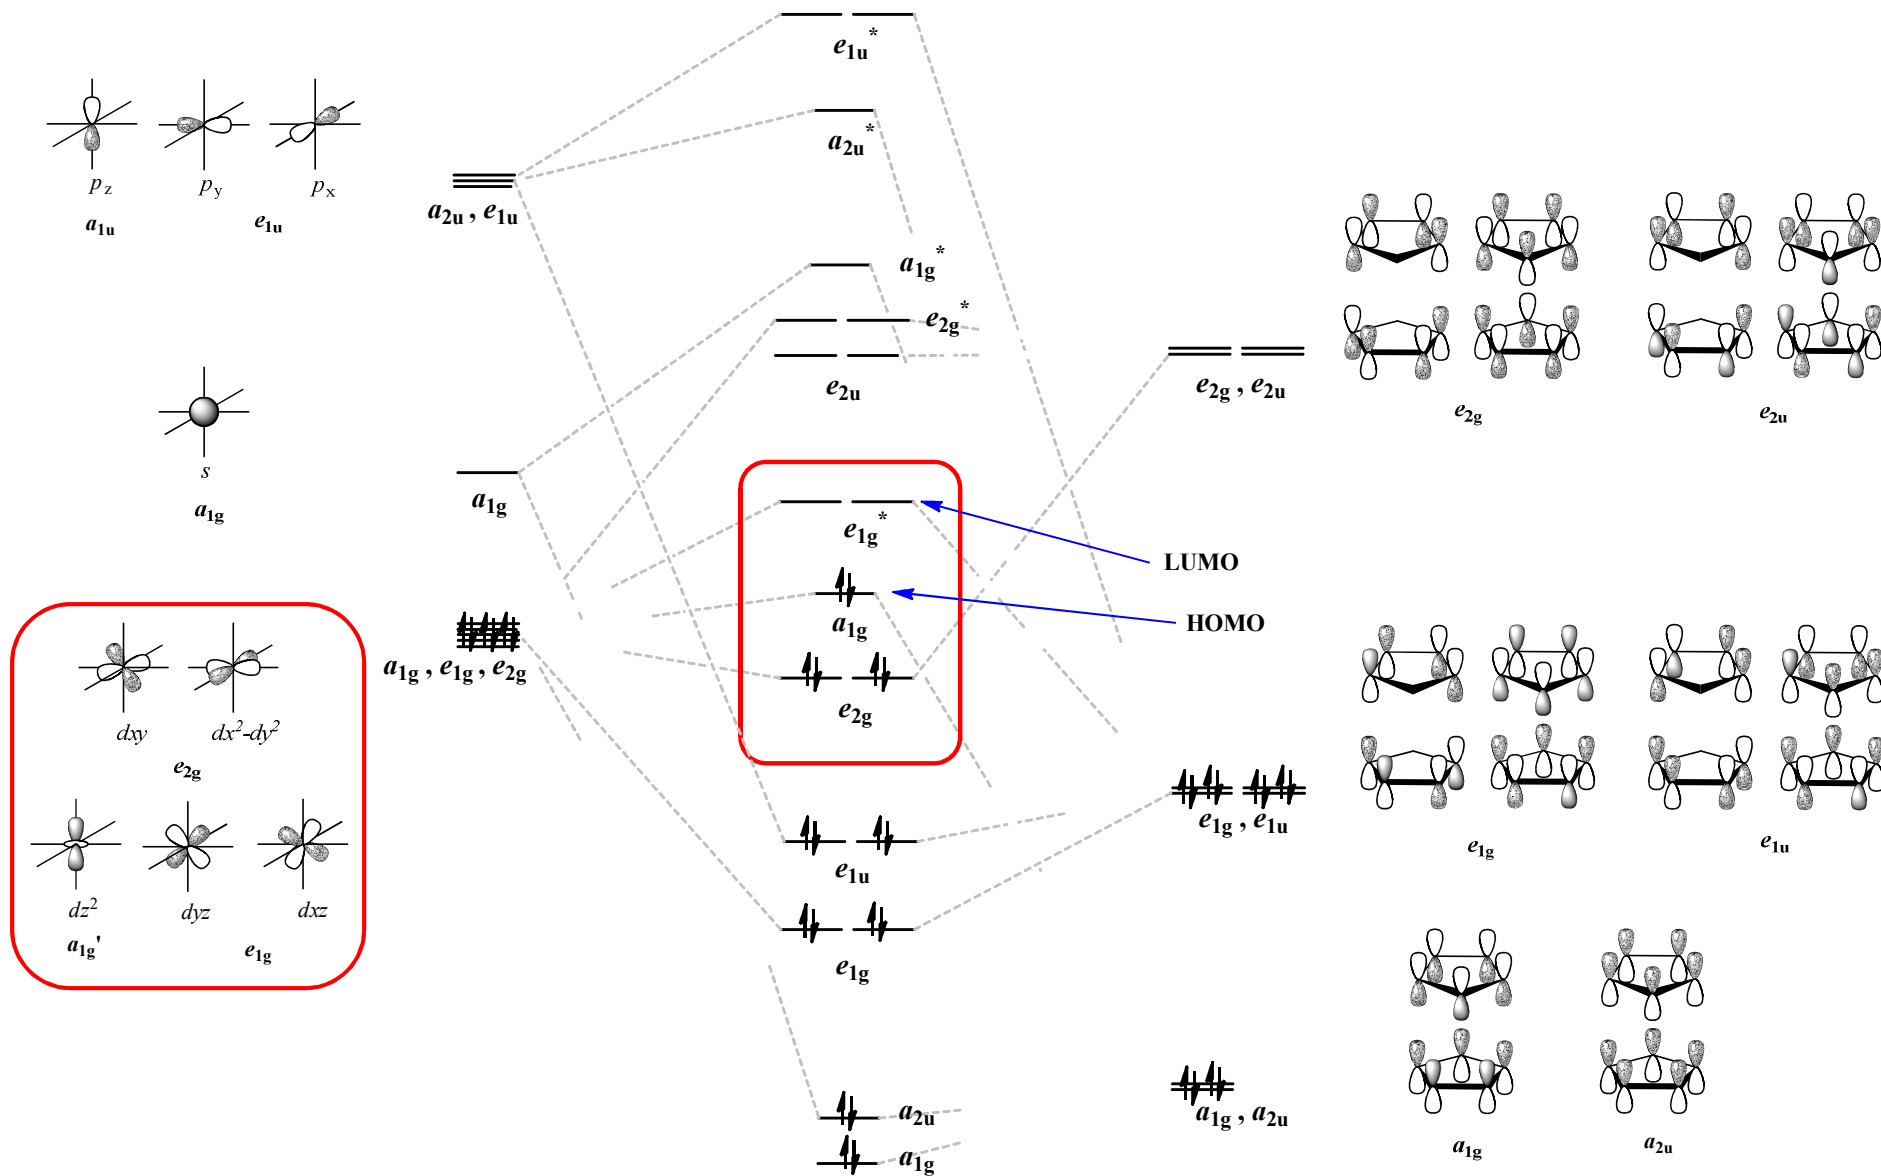 e1u*
a2u*
pz py px
a1u e1u
a2u , e1u
a1g*
e2g*
e2u
e2g , e2u
e2g e2u
s
a1g
a1g
e1g*
LUMO
HOMO
a1g
a1g , e1g , e2g
e2g
dxy dx²-dy²
e2g
dz² dyz dxz
a1g' e1g
e1u
e1g , e1u
e1g e1u
e1g
a2u
a1g
a1g , a2u
a1g a2u